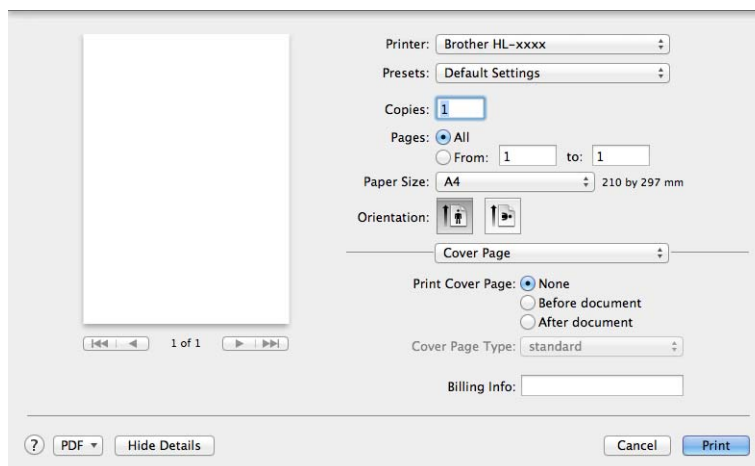 Printer: Brother HL-xxxx
Presets: Default Settings
Copies: 1
Pages: All
From: 1 to: 1
Paper Size: A4 210 by 297 mm
Orientation:
Cover Page
Print Cover Page: None
Before document
After document
Cover Page Type: standard
Billing Info:
1 of 1
? PDF Hide Details Cancel Print